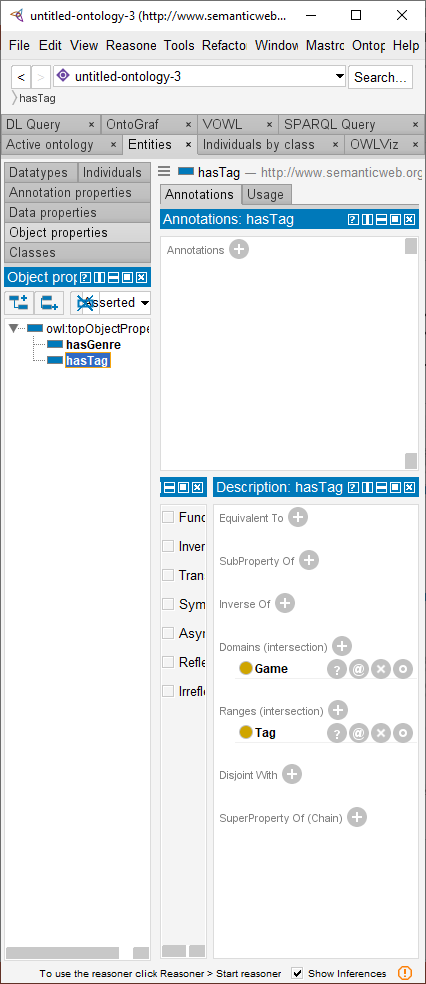 untitled-ontology-3 (http://www.semanticweb.
File Edit View Reasone Tools Refactor Window Mastro Ontop Help
< > untitled-ontology-3 Search...
hasTag
DL Query × OntoGraf × VOWL × SPARQL Query ×
Active ontology × Entities × Individuals by class × OWLViz ×
Datatypes Individuals
Annotation properties
Data properties
Object properties
Classes
Object prop
Asserted
owl:topObjectPrope
hasGenre
hasTag
hasTag — http://www.semanticweb.org
Annotations Usage
Annotations: hasTag
Annotations
Description: hasTag
Func
Inver
Tran
Sym
Asyr
Refle
Irrefle
Equivalent To
SubProperty Of
Inverse Of
Domains (intersection)
Game
Ranges (intersection)
Tag
Disjoint With
SuperProperty Of (Chain)
To use the reasoner click Reasoner > Start reasoner Show Inferences